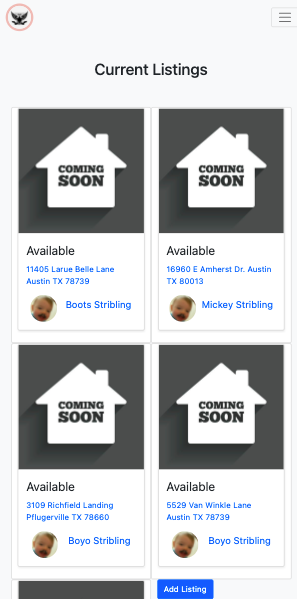 Current Listings
COMING
SOON
Available
11405 Larue Belle Lane
Austin TX 78739
Boots Stribling
COMING
SOON
Available
16960 E Amherst Dr. Austin
TX 80013
Mickey Stribling
COMING
SOON
Available
3109 Richfield Landing
Pflugerville TX 78660
Boyo Stribling
COMING
SOON
Available
5529 Van Winkle Lane
Austin TX 78739
Boyo Stribling
Add Listing